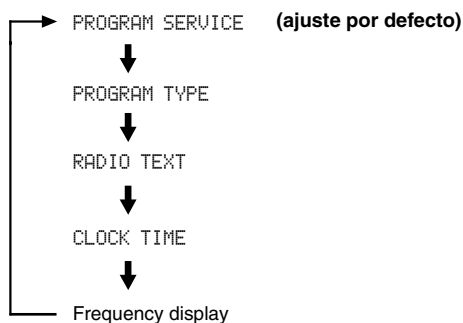 PROGRAM SERVICE (ajuste por defecto)
PROGRAM TYPE
RADIO TEXT
CLOCK TIME
Frequency display